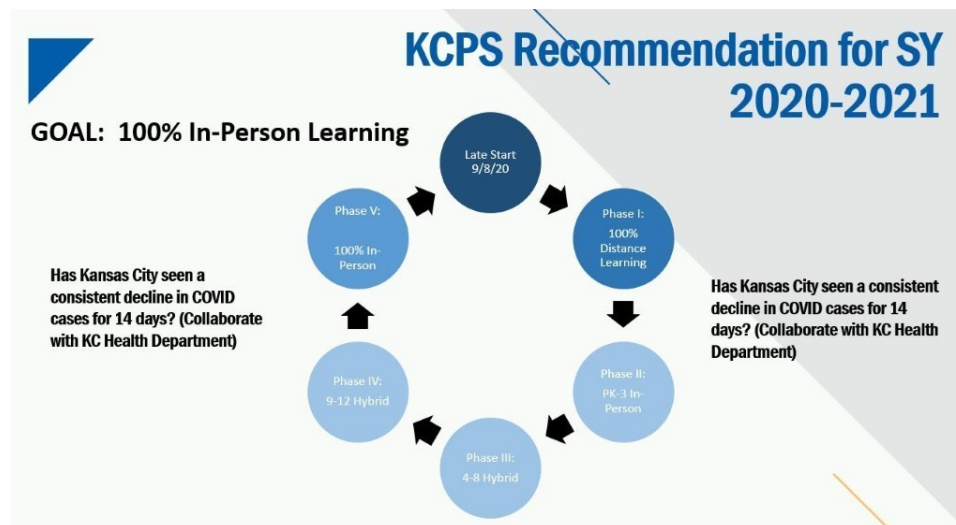 KCPS Recommendation for SY
2020-2021
GOAL: 100% In-Person Learning
Late Start
9/8/20
Phase I:
100%
Distance
Learning
Has Kansas City seen a consistent
decline in COVID cases for 14
days? (Collaborate with KC Health
Department)
Phase II:
PK-3 In-
Person
Phase III:
4-8 Hybrid
Phase IV:
9-12 Hybrid
Has Kansas City seen a
consistent decline in COVID
cases for 14 days? (Collaborate
with KC Health Department)
Phase V:
100% In-
Person